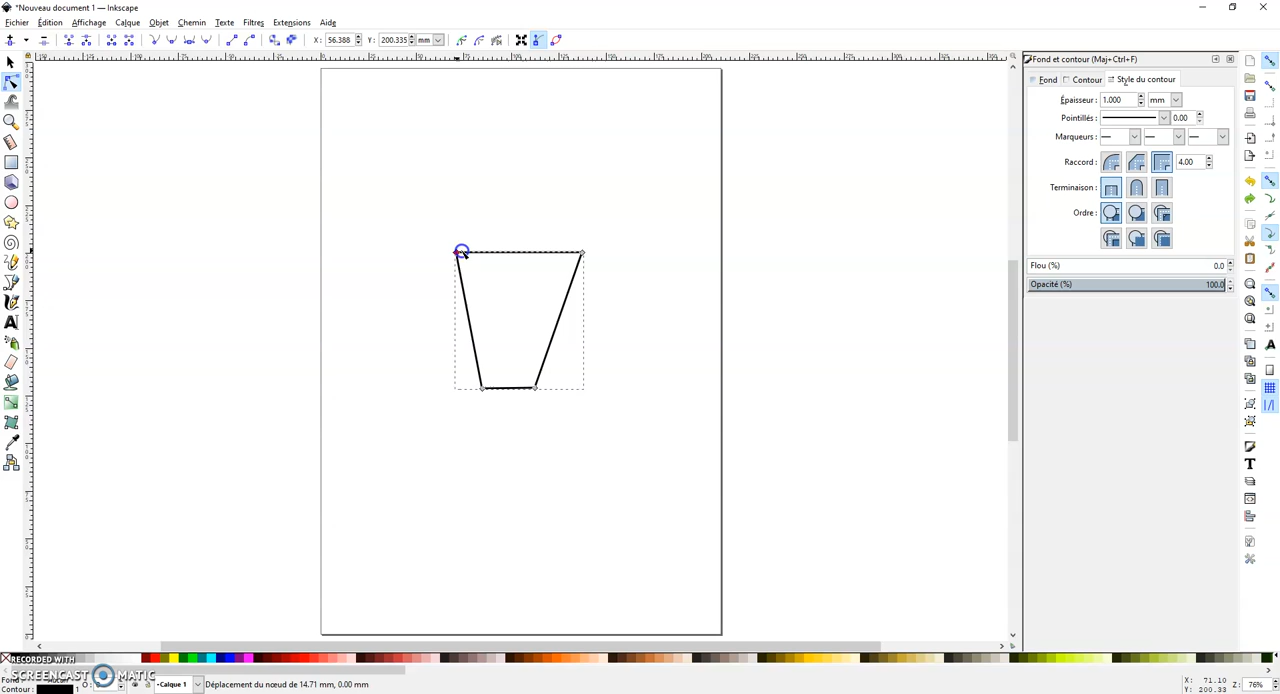 *Nouveau document 1 — Inkscape
Fichier Édition Affichage Calque Objet Chemin Texte Filtres Extensions Aide
X: 56.388 Y: 200.335 mm
Fond et contour (Maj+Ctrl+F)
Fond Contour Style du contour
Épaisseur : 1.000 mm
Pointillés : 0.00
Marqueurs :
Raccord : 4.00
Terminaison :
Ordre :
Flou (%) 0.0
Opacité (%) 100.0
RECORDED WITH
SCREENCAST MATIC
Fond :
Contour : 1
O :
Calque 1
Déplacement du nœud de 14.71 mm, 0.00 mm
X: 71.10
Y: 200.33
Z: 76%